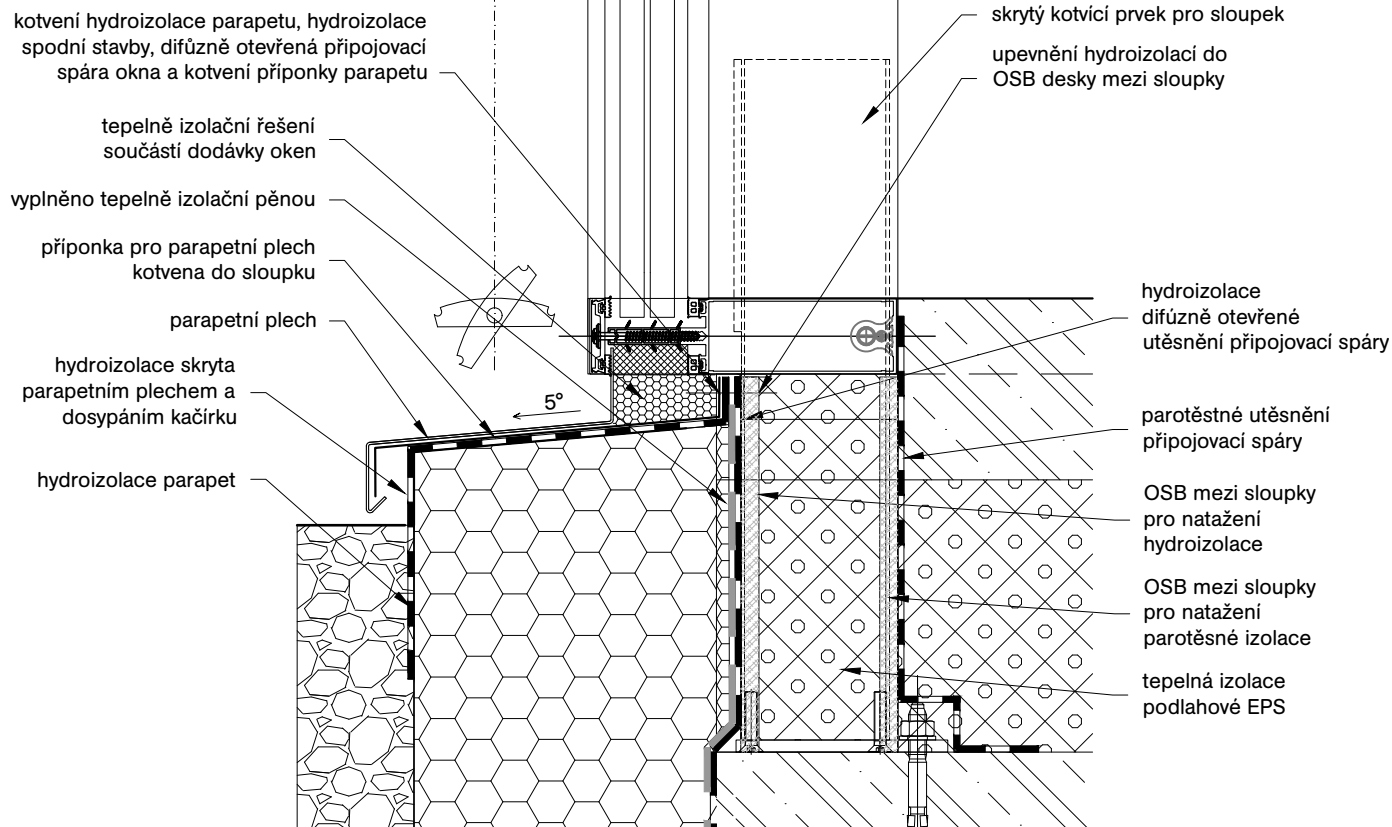 kotvení hydroizolace parapetu, hydroizolace
spodní stavby, difůzně otevřená připojovací
spára okna a kotvení příponky parapetu
tepelně izolační řešení
součástí dodávky oken
vyplněno tepelně izolační pěnou
příponka pro parapetní plech
kotvena do sloupku
parapetní plech
hydroizolace skryta
parapetním plechem a
dosypáním kačírku
hydroizolace parapet
5°
skrytý kotvící prvek pro sloupek
upevnění hydroizolací do
OSB desky mezi sloupky
hydroizolace
difůzně otevřené
utěsnění připojovací spáry
parotěstné utěsnění
připojovací spáry
OSB mezi sloupky
pro natažení
hydroizolace
OSB mezi sloupky
pro natažení
parotěsné izolace
tepelná izolace
podlahové EPS